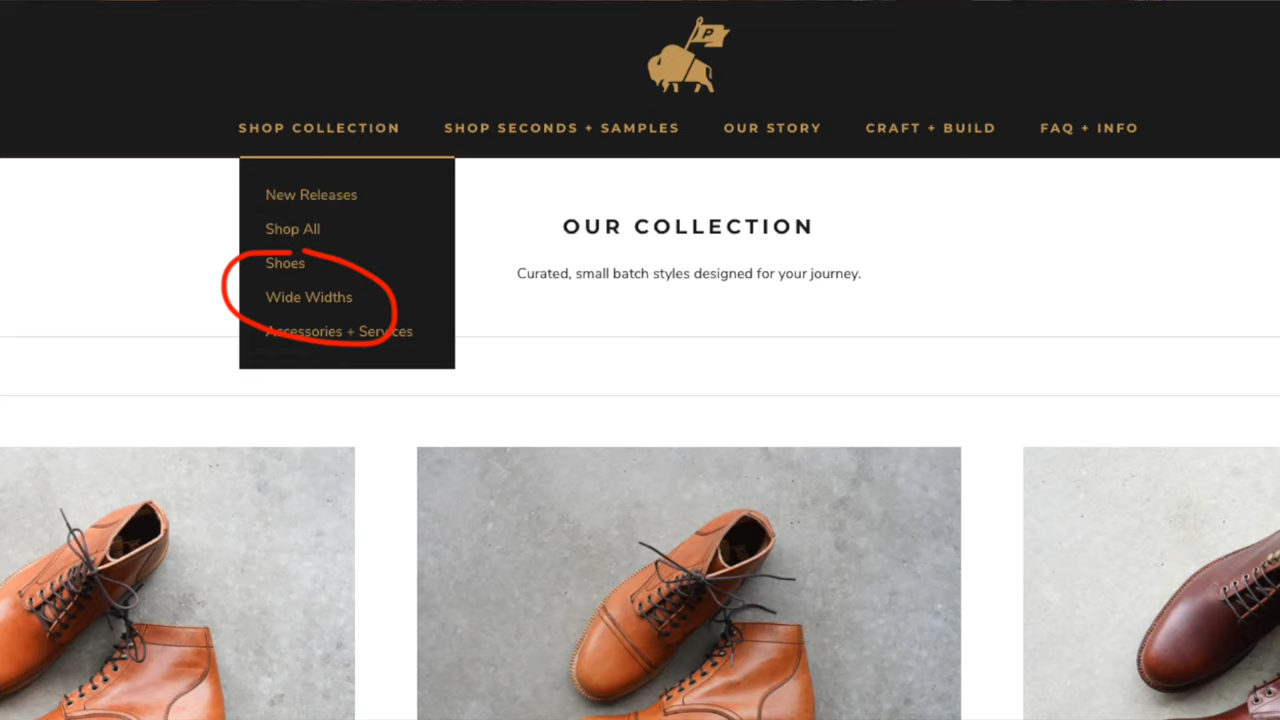 P
SHOP COLLECTION SHOP SECONDS + SAMPLES OUR STORY CRAFT + BUILD FAQ + INFO
New Releases
Shop All
Shoes
Wide Widths
Accessories + Services
OUR COLLECTION
Curated, small batch styles designed for your journey.